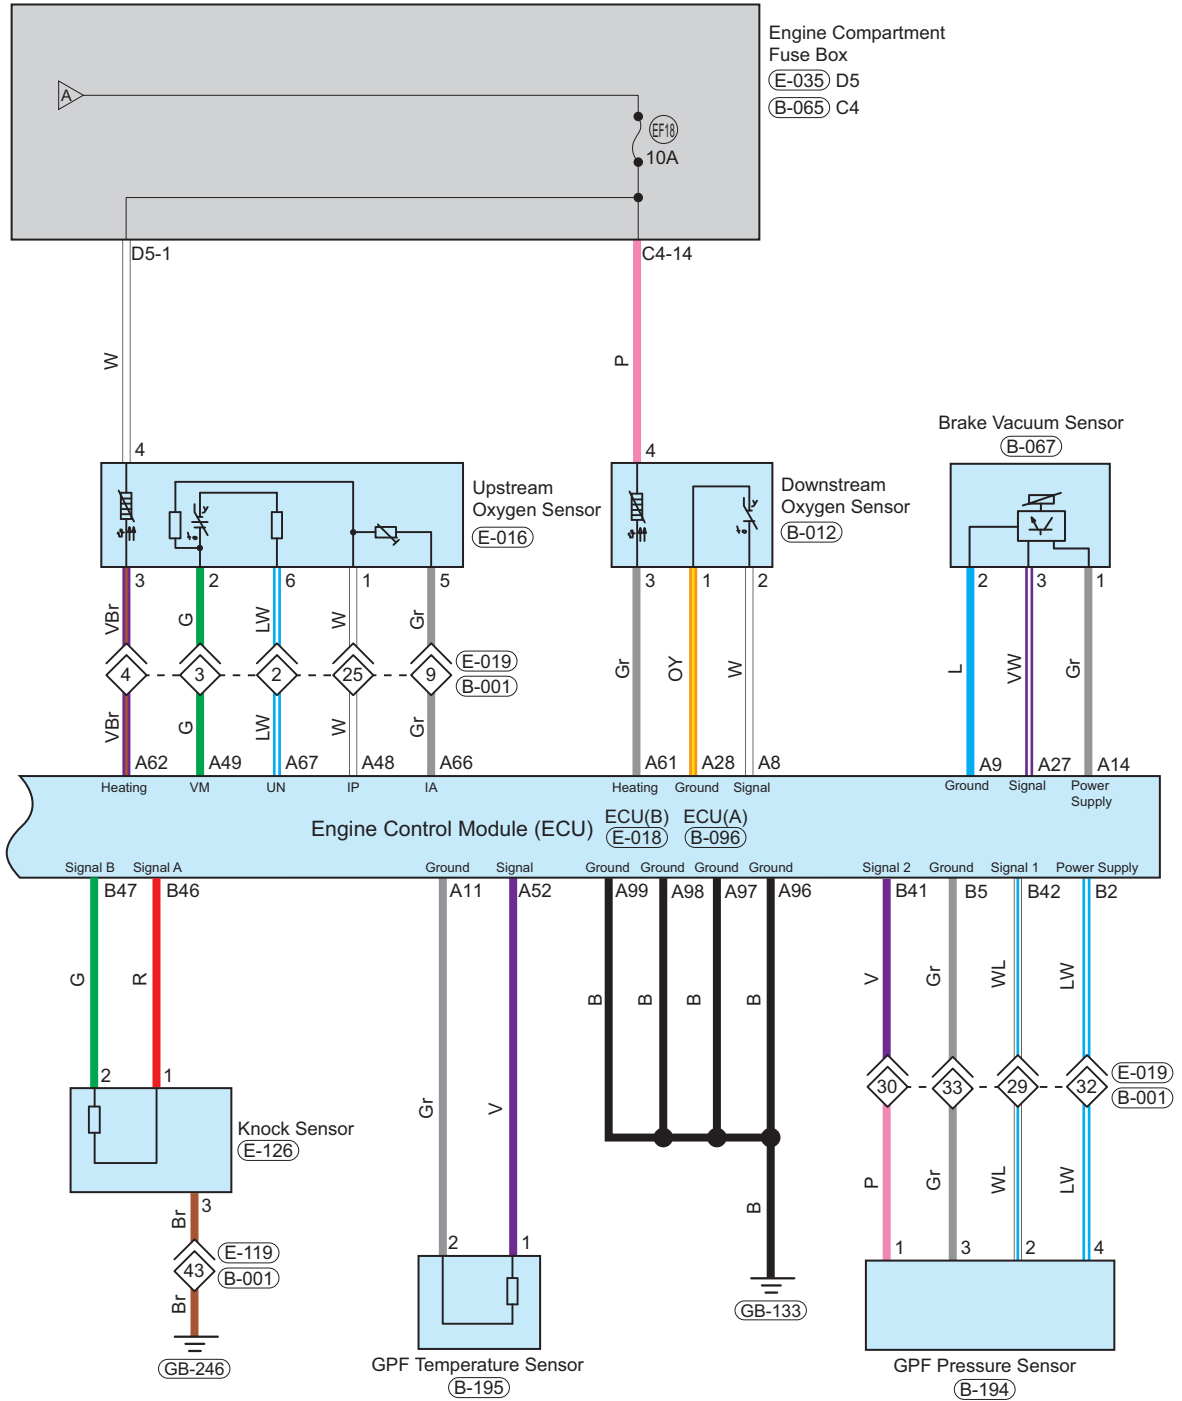 Engine Compartment
Fuse Box
E-035 D5
B-065 C4
A
EF18
10A
D5-1
C4-14
W
P
Brake Vacuum Sensor
B-067
4
4
Upstream
Oxygen Sensor
E-016
Downstream
Oxygen Sensor
B-012
3 2 6 1 5
3 1 2
2 3 1
VBr G LW W Gr
Gr OY W
L VW Gr
4 3 2 25 9
E-019
B-001
VBr G LW W Gr
A62 A49 A67 A48 A66
A61 A28 A8
A9 A27 A14
Heating VM UN IP IA
Heating Ground Signal
Ground Signal Power
Supply
Engine Control Module (ECU)
ECU(B)
E-018
ECU(A)
B-096
Signal B Signal A
Ground Signal
Ground Ground Ground Ground
Signal 2 Ground Signal 1 Power Supply
B47 B46
A11 A52
A99 A98 A97 A96
B41 B5 B42 B2
G R
B B B B
V Gr WL LW
2 1
30 33 29 32
E-019
B-001
Gr V
Knock Sensor
E-126
P Gr WL LW
B
3
Br
E-119
B-001
43
Br
GB-246
2 1
1 3 2 4
GB-133
GPF Temperature Sensor
B-195
GPF Pressure Sensor
B-194